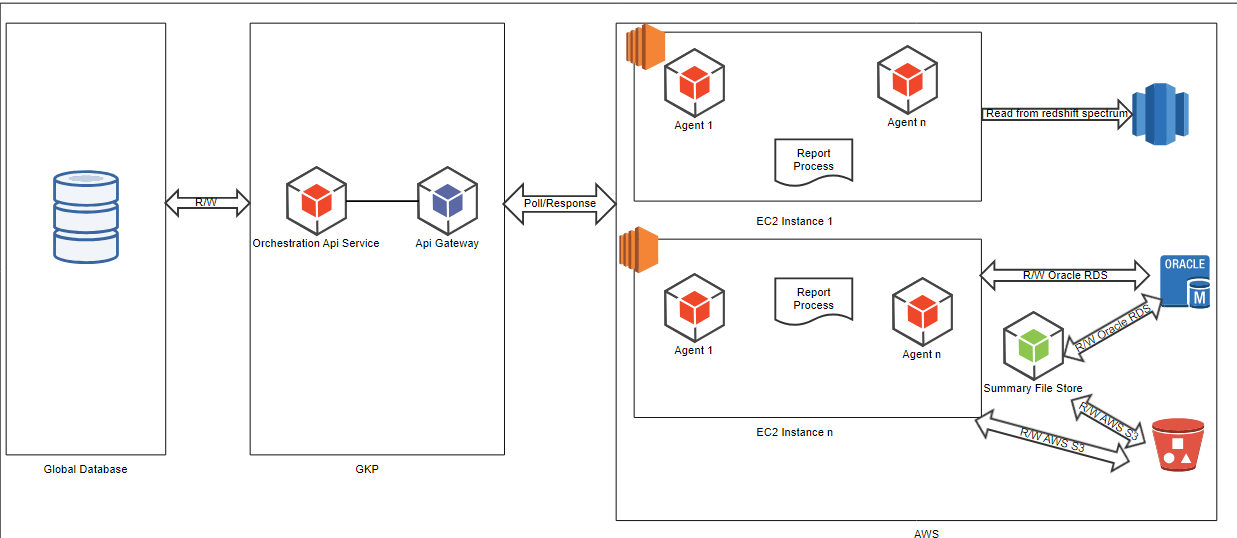 Global Database
R/W
Orchestration Api Service
Api Gateway
GKP
Poll/Response
Agent 1
Agent n
Report
Process
EC2 Instance 1
Read from redshift spectrum
Agent 1
Report
Process
Agent n
EC2 Instance n
R/W Oracle RDS
ORACLE
M
R/W Oracle RDS
Summary File Store
R/W AWS S3
R/W AWS S3
AWS